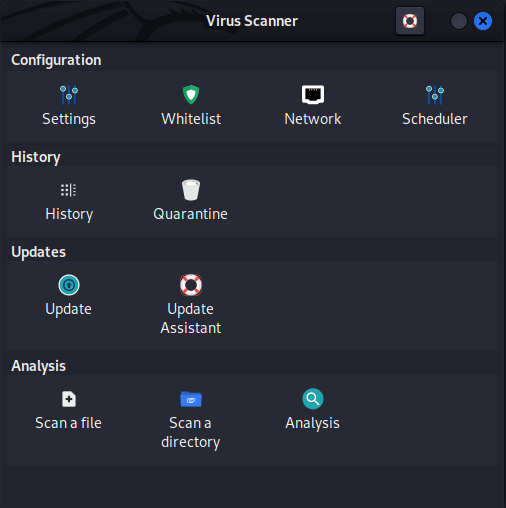 Virus Scanner
Configuration
Settings
Whitelist
Network
Scheduler
History
History
Quarantine
Updates
Update
Update
Assistant
Analysis
Scan a file
Scan a
directory
Analysis